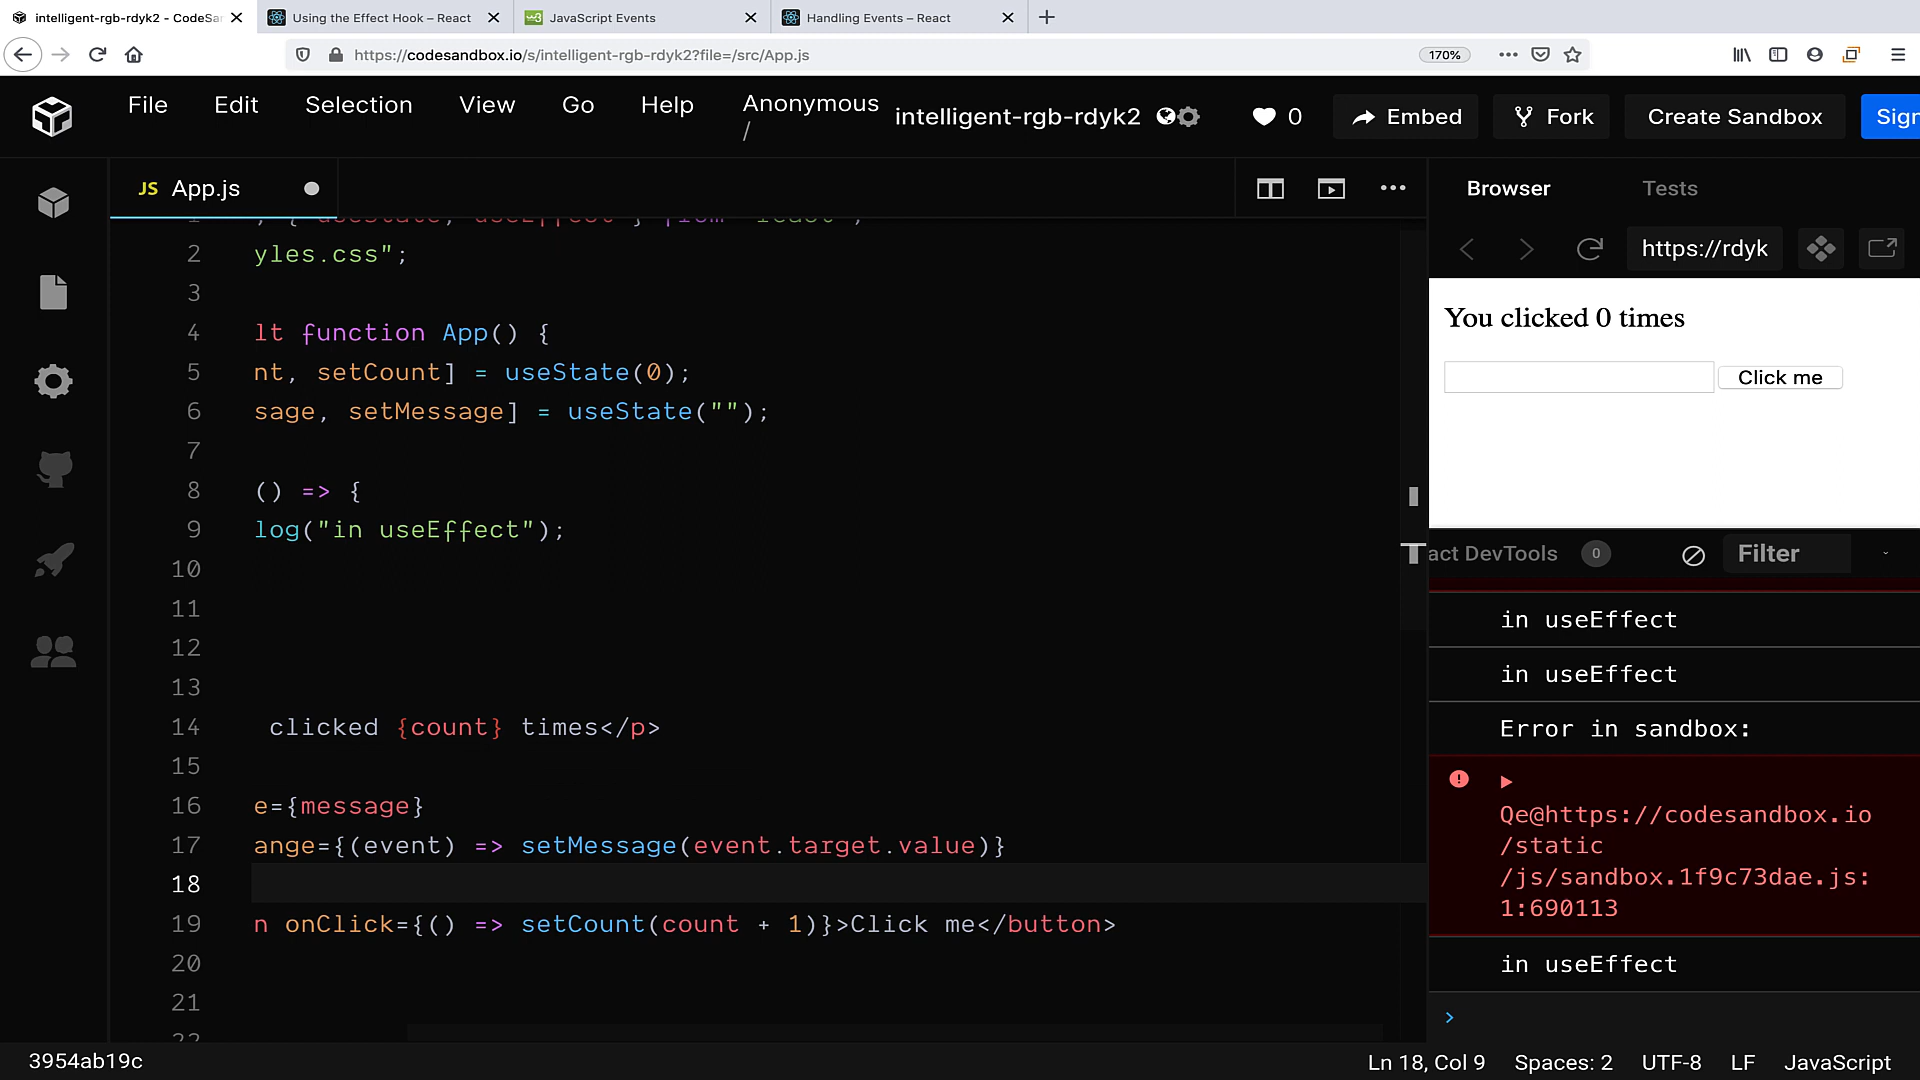 intelligent-rgb-rdyk2 - CodeSa
Using the Effect Hook – React
JavaScript Events
Handling Events – React
https://codesandbox.io/s/intelligent-rgb-rdyk2?file=/src/App.js
170%
File Edit Selection View Go Help
Anonymous
/
intelligent-rgb-rdyk2
0
Embed
Fork
Create Sandbox
Sign
JS App.js
Browser
Tests
https://rdyk
1 , { useState, useEffect } from "react";
2 yles.css";
3
4 lt function App() {
5 nt, setCount] = useState(0);
6 sage, setMessage] = useState("");
7
8 () => {
9 log("in useEffect");
10
11
12
13
14 clicked {count} times</p>
15
16 e={message}
17 ange={(event) => setMessage(event.target.value)}
18
19 n onClick={() => setCount(count + 1)}>Click me</button>
20
21
22
You clicked 0 times
Click me
act DevTools 0
Filter
in useEffect
in useEffect
Error in sandbox:
Qe@https://codesandbox.io
/static
/js/sandbox.1f9c73dae.js:
1:690113
in useEffect
3954ab19c
Ln 18, Col 9
Spaces: 2
UTF-8
LF
JavaScript